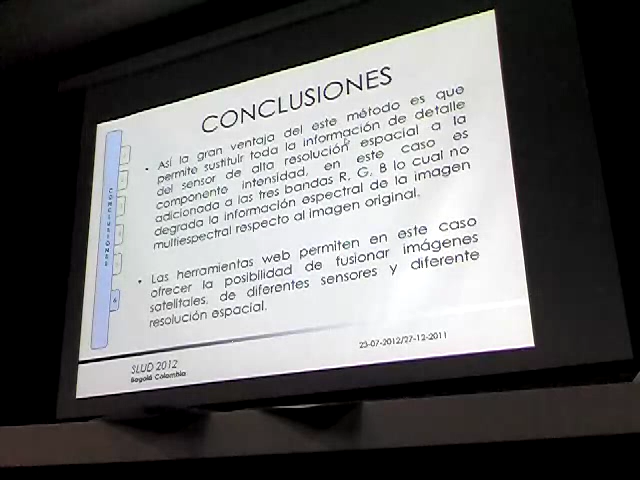 CONCLUSIONES
• Así la gran ventaja del este método es que
permite sustituir toda la información de detalle
del sensor de alta resolución espacial a la
componente intensidad, en este caso es
adicionada a las tres bandas R, G, B lo cual no
degrada la información espectral de la imagen
multiespectral respecto al imagen original.
• Las herramientas web permiten en este caso
ofrecer la posibilidad de fusionar imágenes
satelitales, de diferentes sensores y diferente
resolución espacial.
CONCLUSIONES
6
SLUD 2012
Bogotá Colombia
23-07-2012/27-12-2011